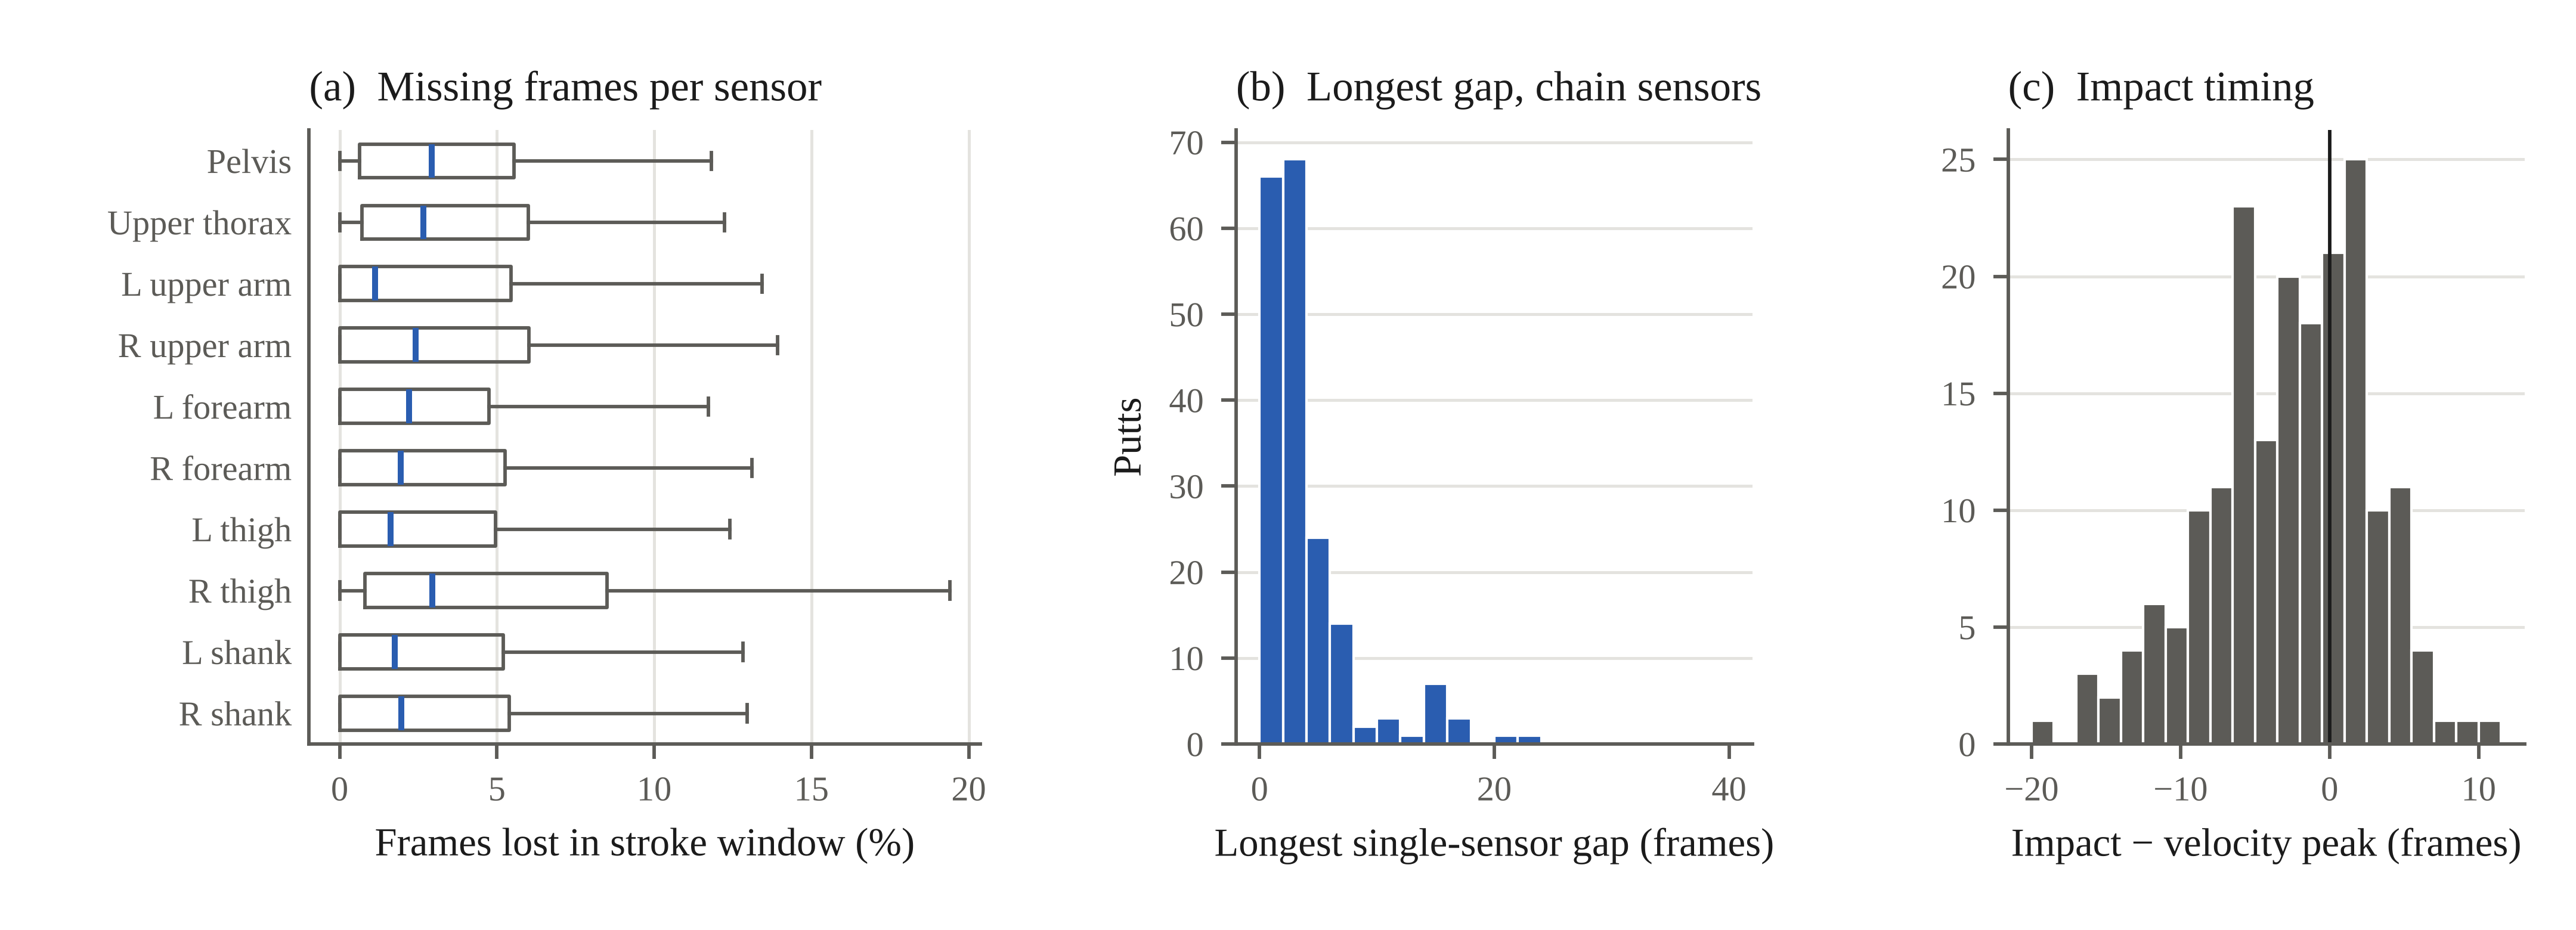 (a) Missing frames per sensor
Pelvis
Upper thorax
L upper arm
R upper arm
L forearm
R forearm
L thigh
R thigh
L shank
R shank
0 5 10 15 20
Frames lost in stroke window (%)
(b) Longest gap, chain sensors
Putts
70
60
50
40
30
20
10
0
0 20 40
Longest single-sensor gap (frames)
(c) Impact timing
25
20
15
10
5
0
−20 −10 0 10
Impact − velocity peak (frames)